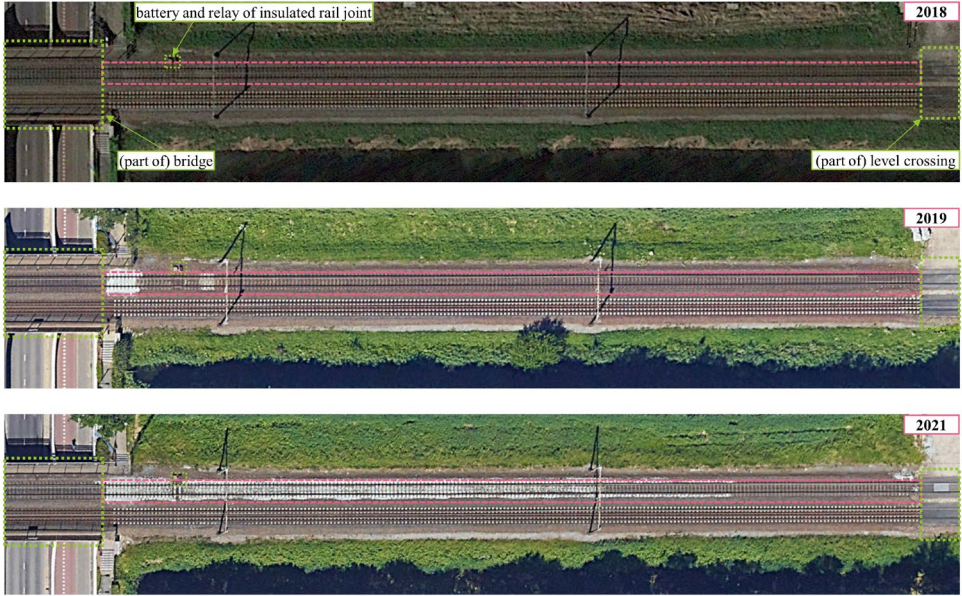 battery and relay of insulated rail joint
2018
(part of) bridge
(part of) level crossing
2019
2021